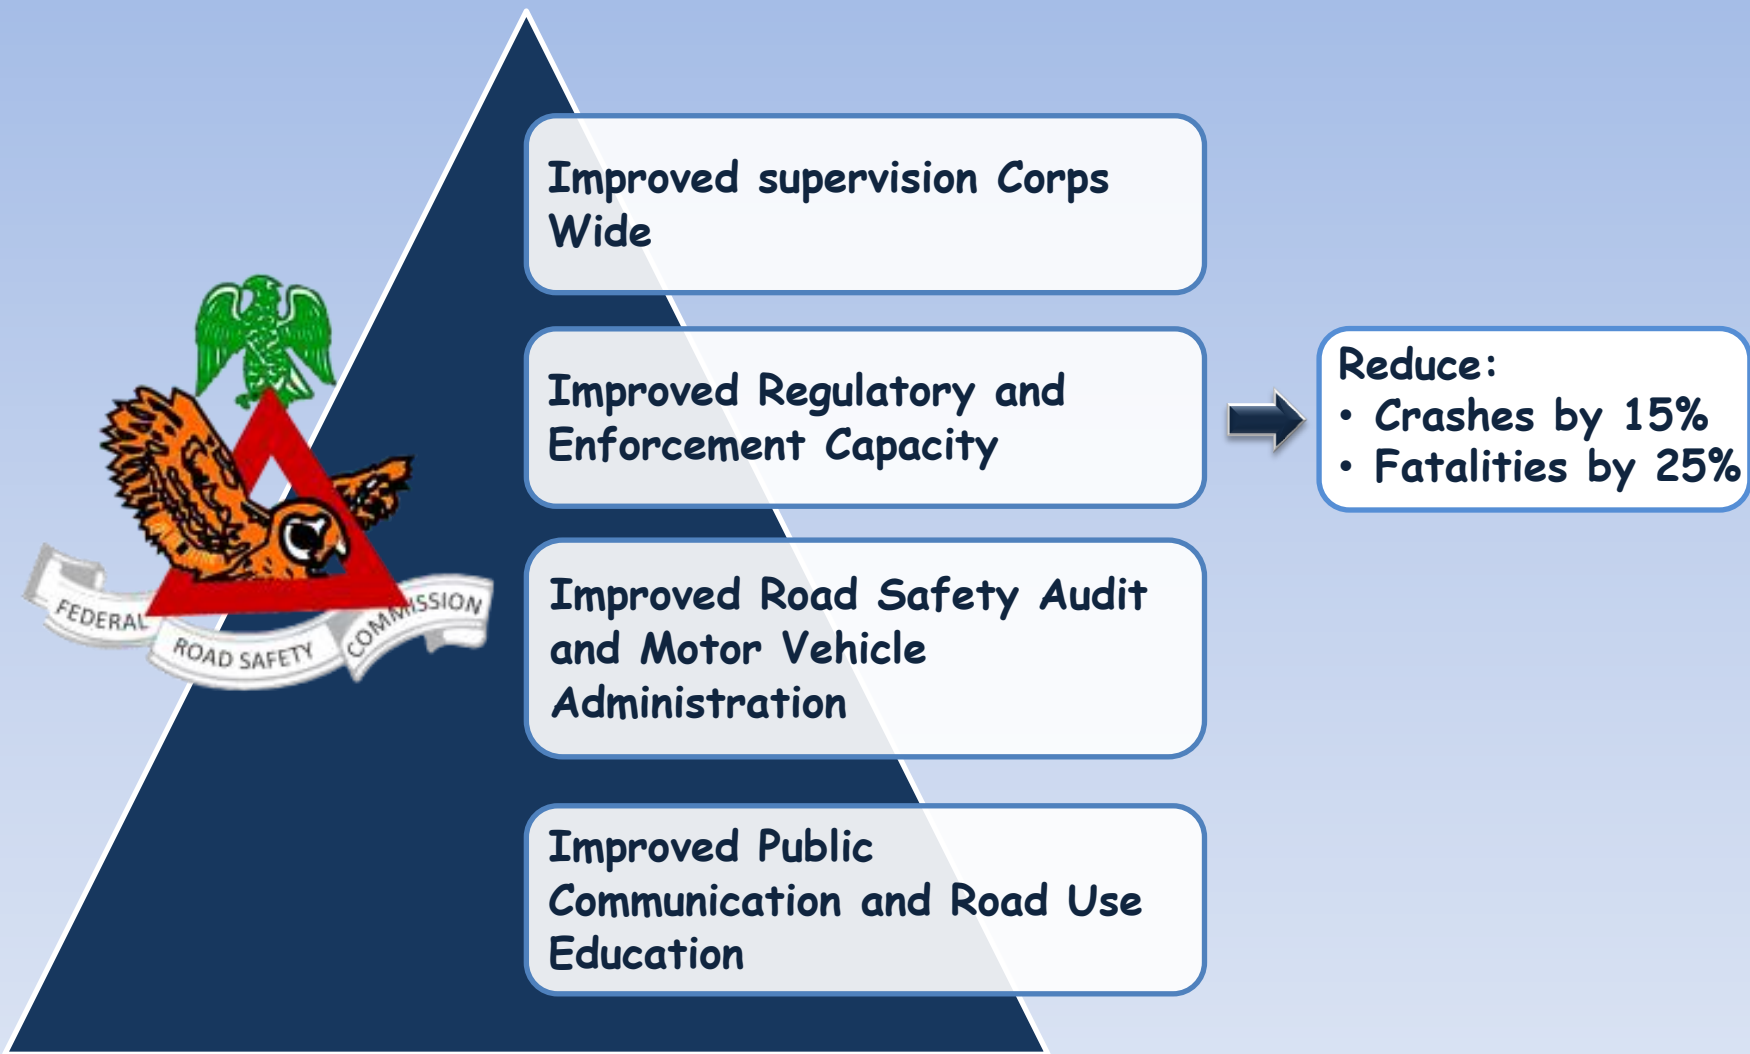 Improved supervision Corps
Wide
Improved Regulatory and
Enforcement Capacity
Reduce:
• Crashes by 15%
• Fatalities by 25%
FEDERAL
ROAD SAFETY
COMMISSION
Improved Road Safety Audit
and Motor Vehicle
Administration
Improved Public
Communication and Road Use
Education